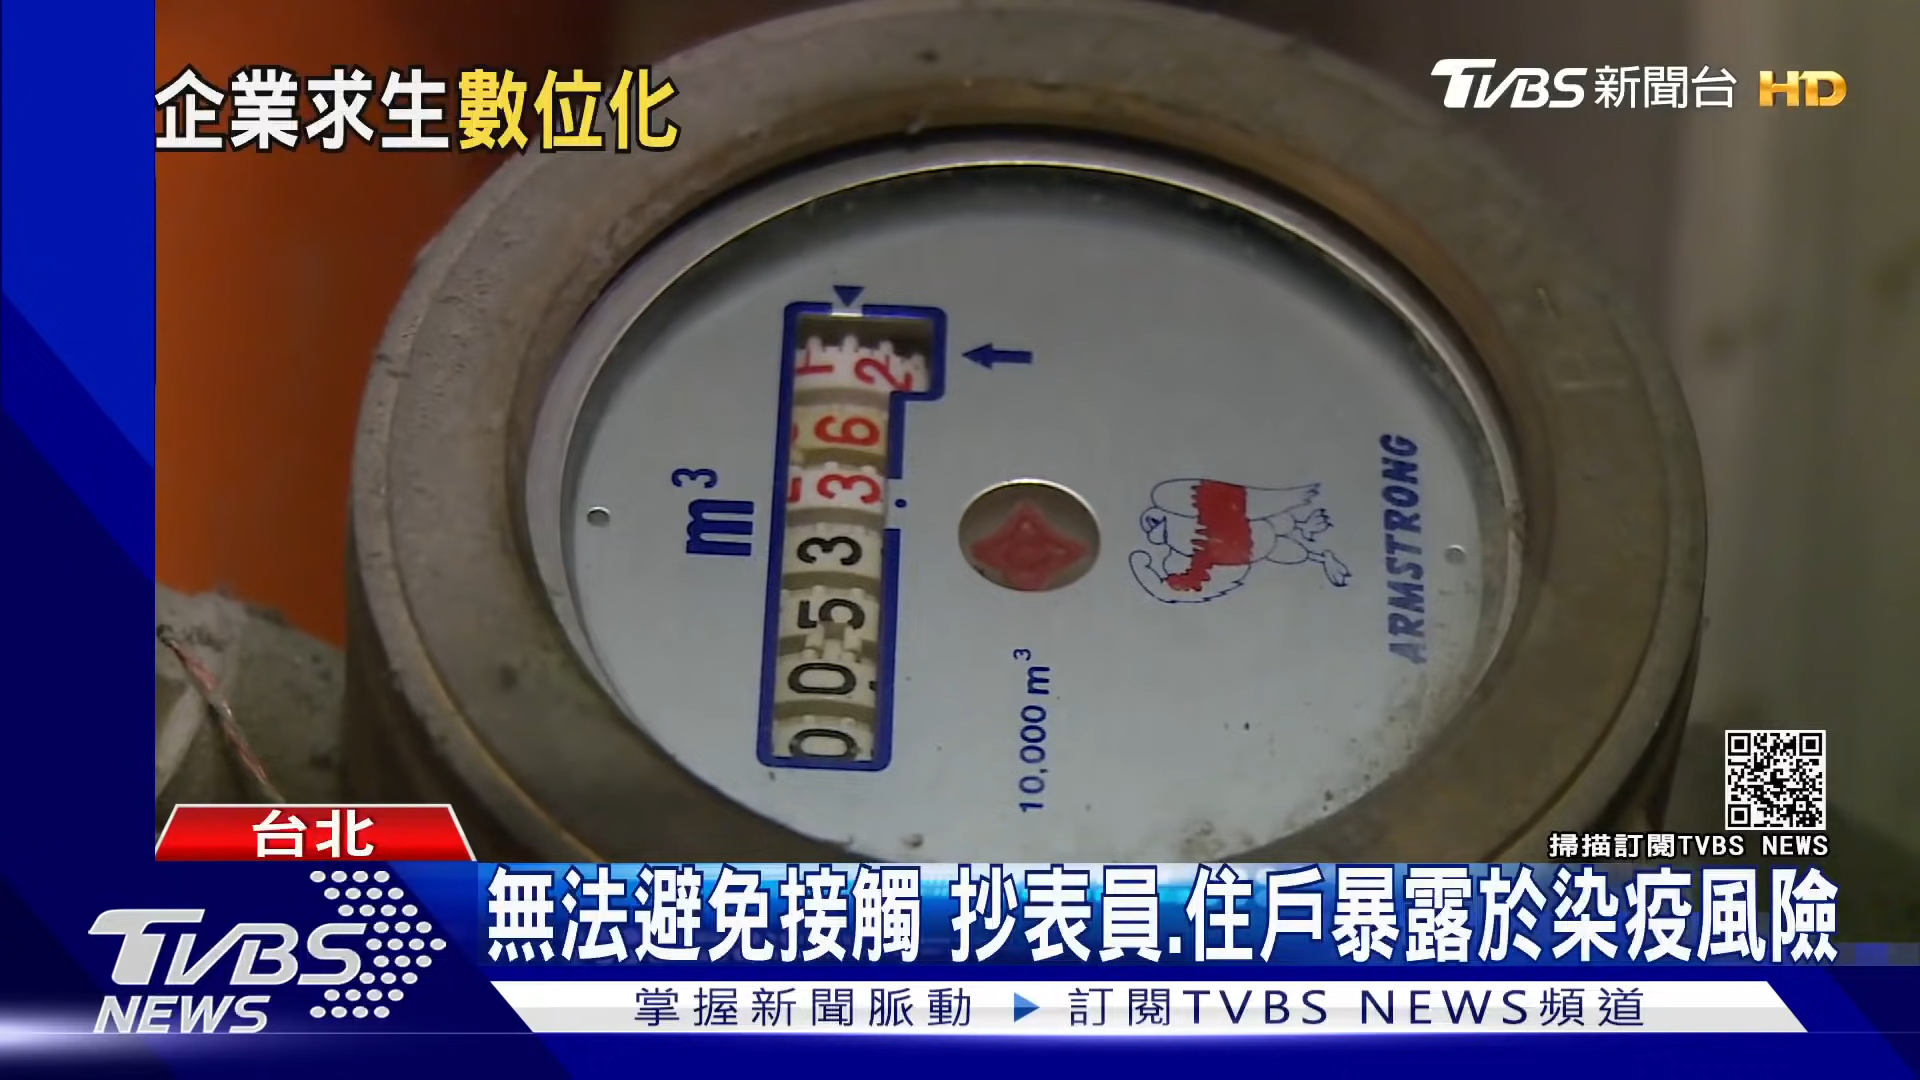 企業求生數位化
TVBS新聞台 HD
m³
0053362
10,000 m³
ARMSTRONG
掃描訂閱TVBS NEWS
台北
無法避免接觸 抄表員.住戶暴露於染疫風險
TVBS
NEWS
掌握新聞脈動 ▶ 訂閱TVBS NEWS頻道